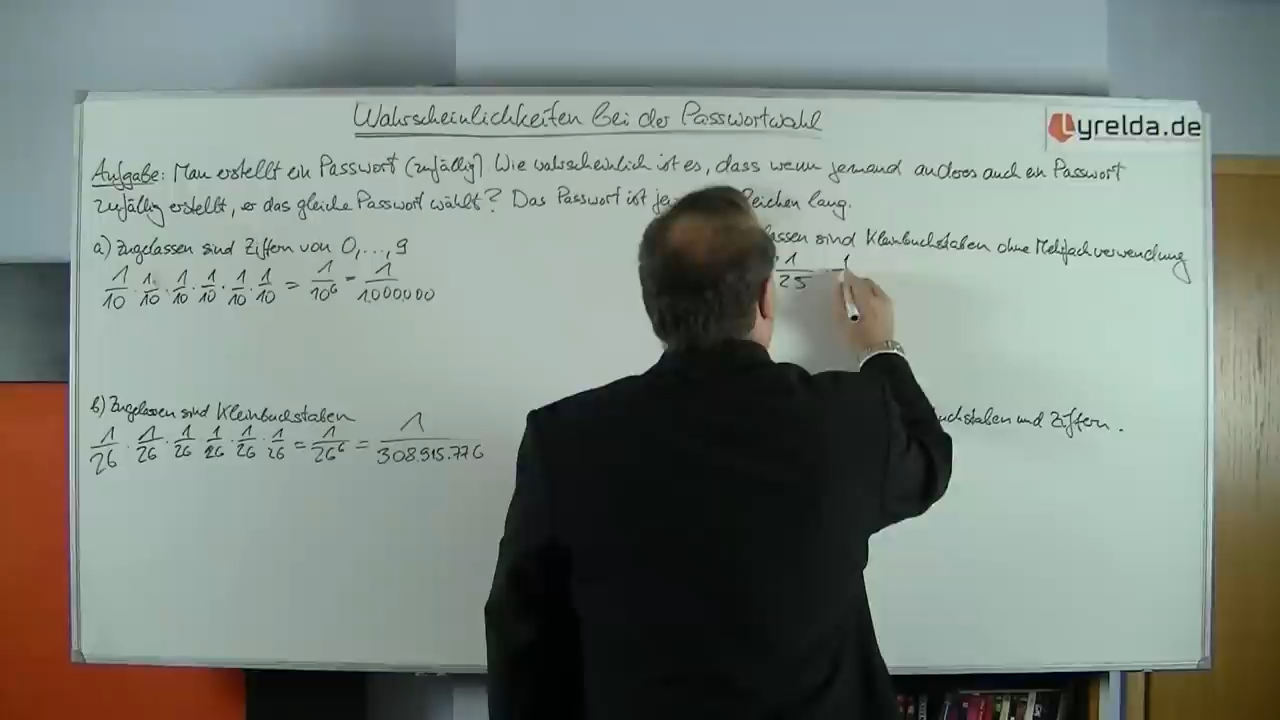 Wahrscheinlichkeiten bei der Passwortwahl
Lyrelda.de
Aufgabe: Man erstellt ein Passwort (zufällig) Wie wahrscheinlich ist es, dass wenn jemand anderes auch ein Passwort
zufällig erstellt, er das gleiche Passwort wählt? Das Passwort ist Zeichen lang.
a) Zugelassen sind Ziffern von 0,...,9
1/10 · 1/10 · 1/10 · 1/10 · 1/10 · 1/10 = 1/10⁶ = 1/1.000.000
lassen sind Kleinbuchstaben ohne Mehrfachverwendung
· 1/25 · 1
b) Zugelassen sind Kleinbuchstaben
1/26 · 1/26 · 1/26 · 1/26 · 1/26 · 1/26 = 1/26⁶ = 1/308.915.776
uchstaben und Ziffern.